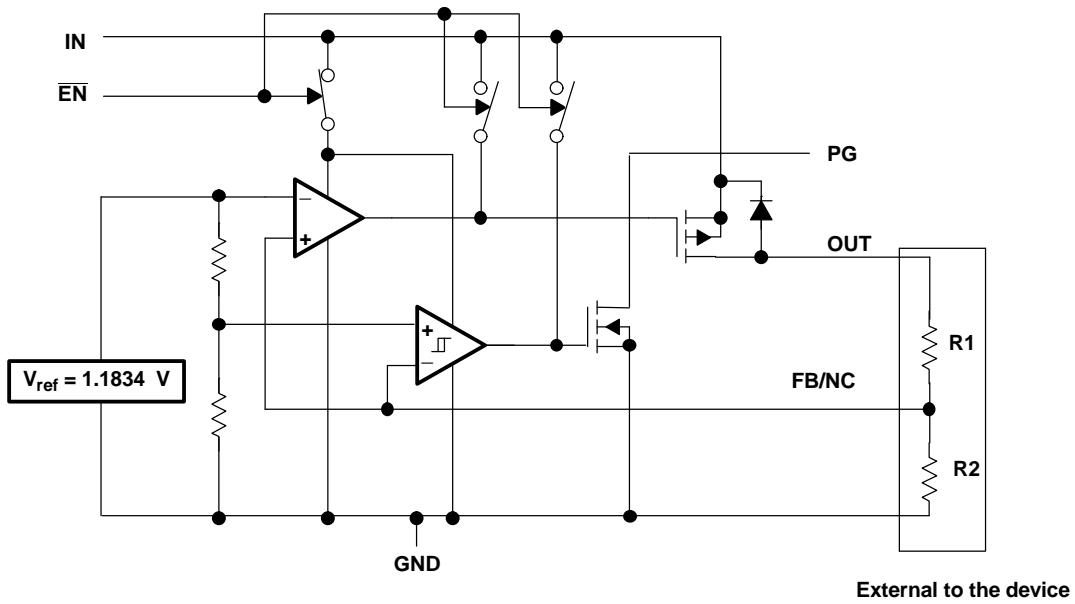 IN
EN
PG
OUT
− +
+ −
R1
V_ref = 1.1834 V
FB/NC
R2
GND
External to the device